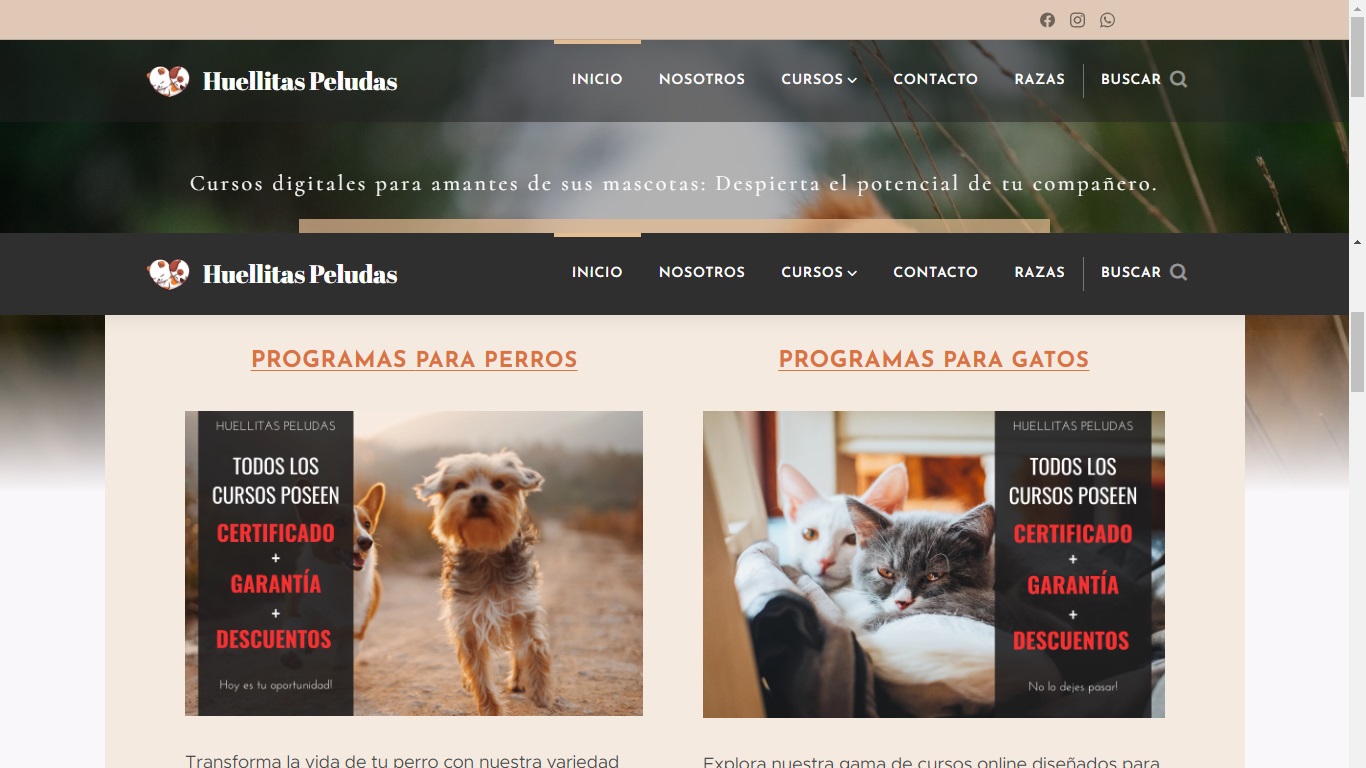 Huellitas Peludas
INICIO NOSOTROS CURSOS CONTACTO RAZAS BUSCAR
Cursos digitales para amantes de sus mascotas: Despierta el potencial de tu compañero.
Huellitas Peludas
INICIO NOSOTROS CURSOS CONTACTO RAZAS BUSCAR
PROGRAMAS PARA PERROS
HUELLITAS PELUDAS
TODOS LOS
CURSOS POSEEN
CERTIFICADO
+
GARANTÍA
+
DESCUENTOS
Hoy es tu oportunidad!
Transforma la vida de tu perro con nuestra variedad
PROGRAMAS PARA GATOS
HUELLITAS PELUDAS
TODOS LOS
CURSOS POSEEN
CERTIFICADO
+
GARANTÍA
+
DESCUENTOS
No lo dejes pasar!
Explora nuestra gama de cursos online diseñados para